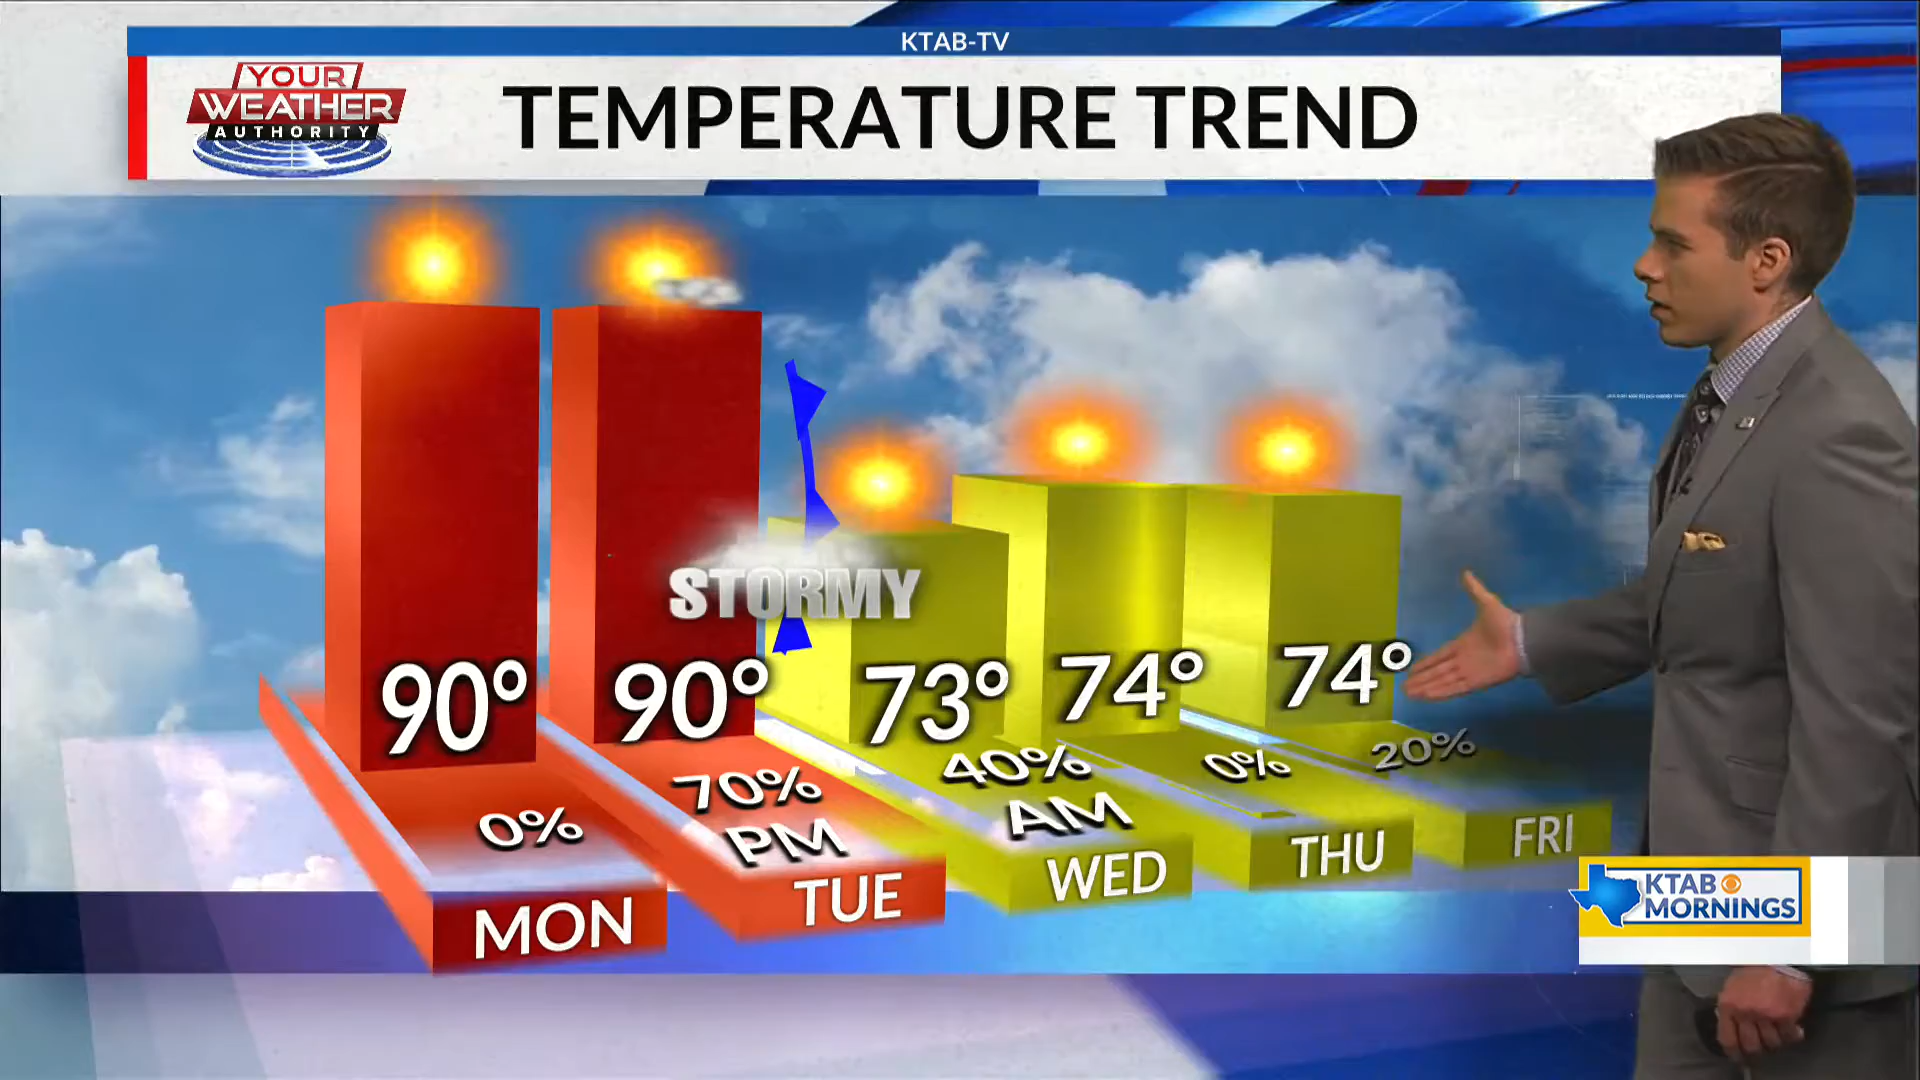 KTAB-TV
YOUR
WEATHER
AUTHORITY
TEMPERATURE TREND
STORMY
90° 90° 73° 74° 74°
0% 70% 40% 0% 20%
PM AM
MON TUE WED THU FRI
KTAB
MORNINGS